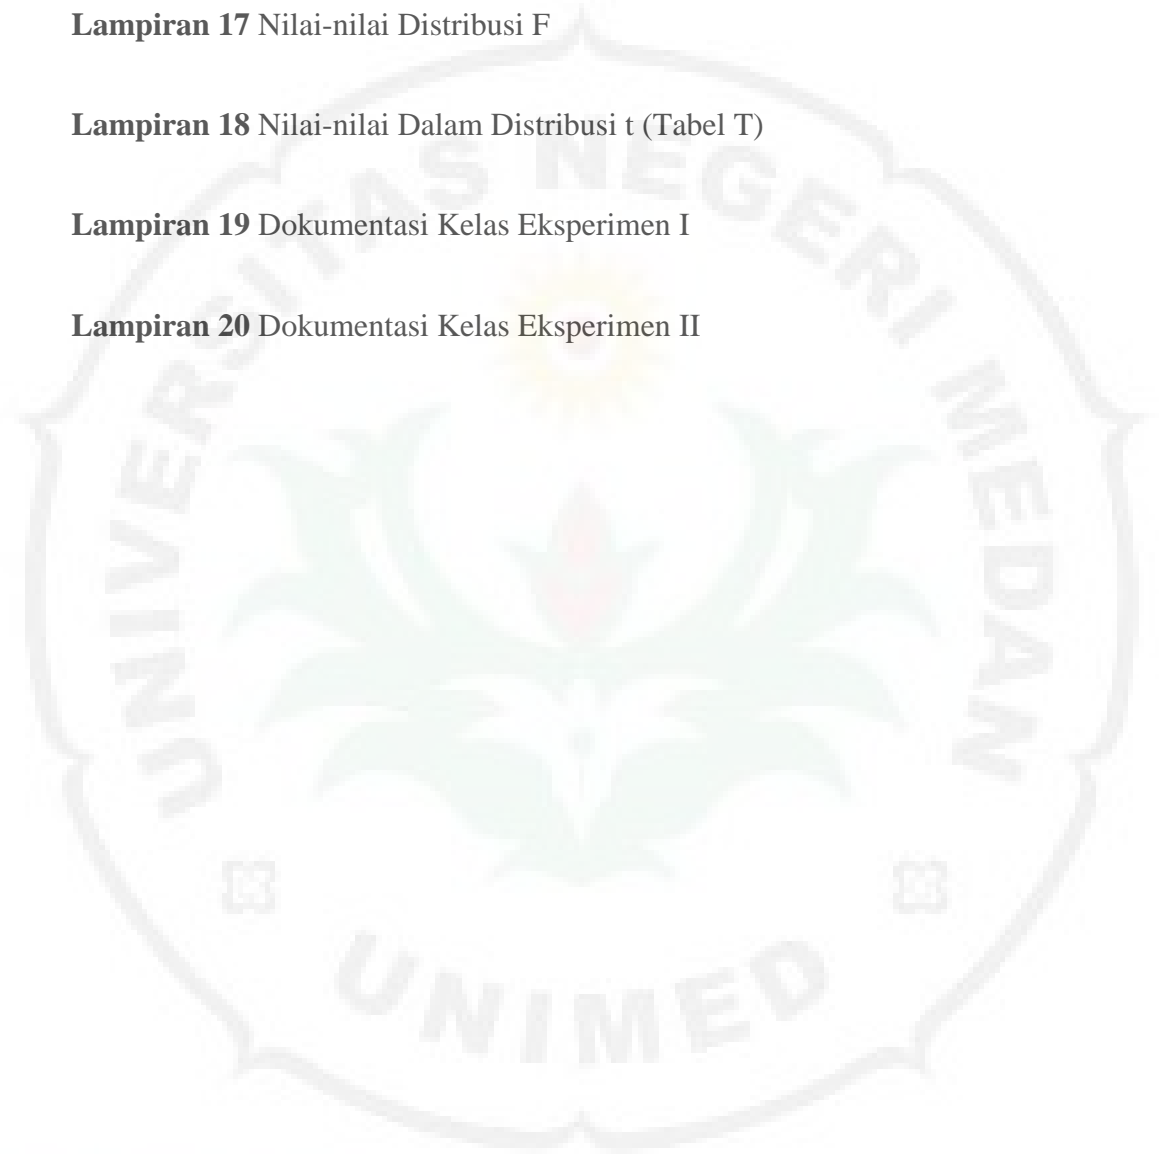 Lampiran 17 Nilai-nilai Distribusi F
Lampiran 18 Nilai-nilai Dalam Distribusi t (Tabel T)
Lampiran 19 Dokumentasi Kelas Eksperimen I
Lampiran 20 Dokumentasi Kelas Eksperimen II
UNIVERSITAS NEGERI MEDAN
UNIMED